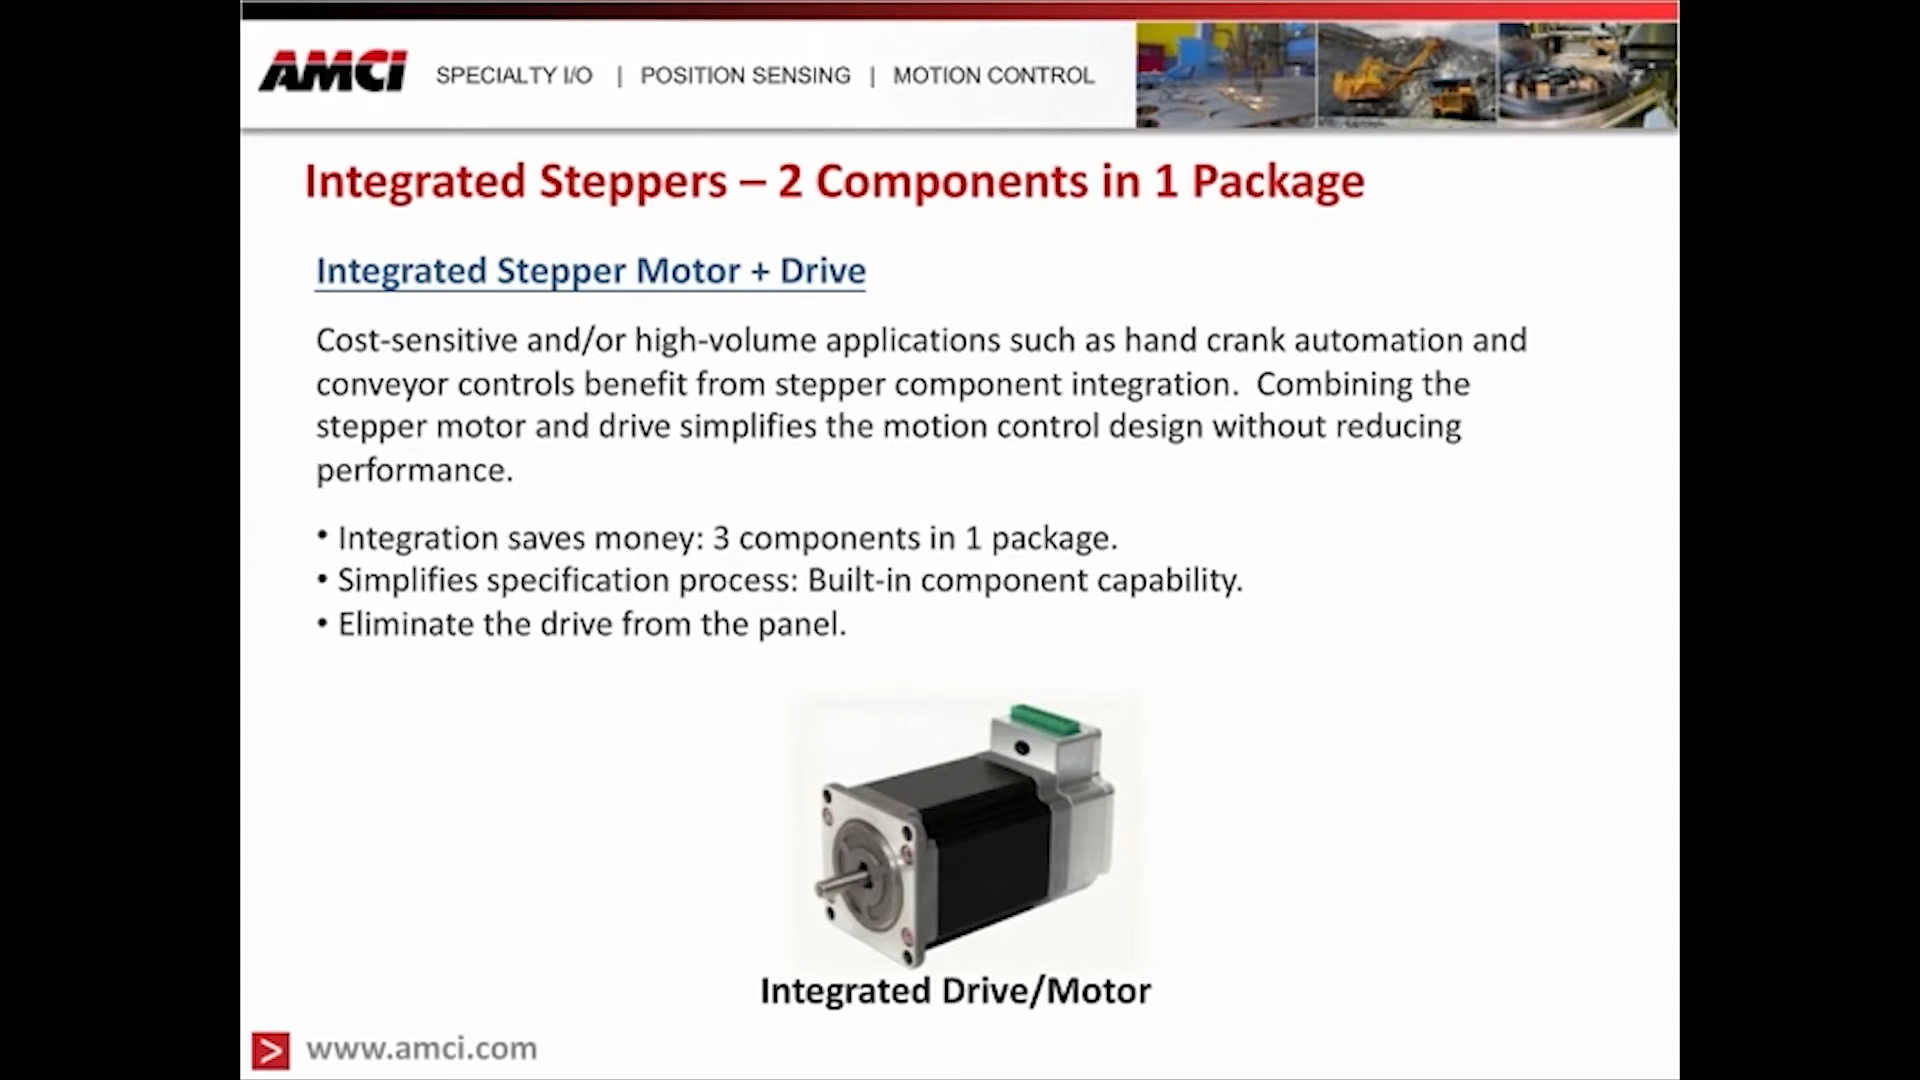 AMCI SPECIALTY I/O | POSITION SENSING | MOTION CONTROL
Integrated Steppers – 2 Components in 1 Package
Integrated Stepper Motor + Drive
Cost-sensitive and/or high-volume applications such as hand crank automation and
conveyor controls benefit from stepper component integration. Combining the
stepper motor and drive simplifies the motion control design without reducing
performance.
• Integration saves money: 3 components in 1 package.
• Simplifies specification process: Built-in component capability.
• Eliminate the drive from the panel.
Integrated Drive/Motor
> www.amci.com